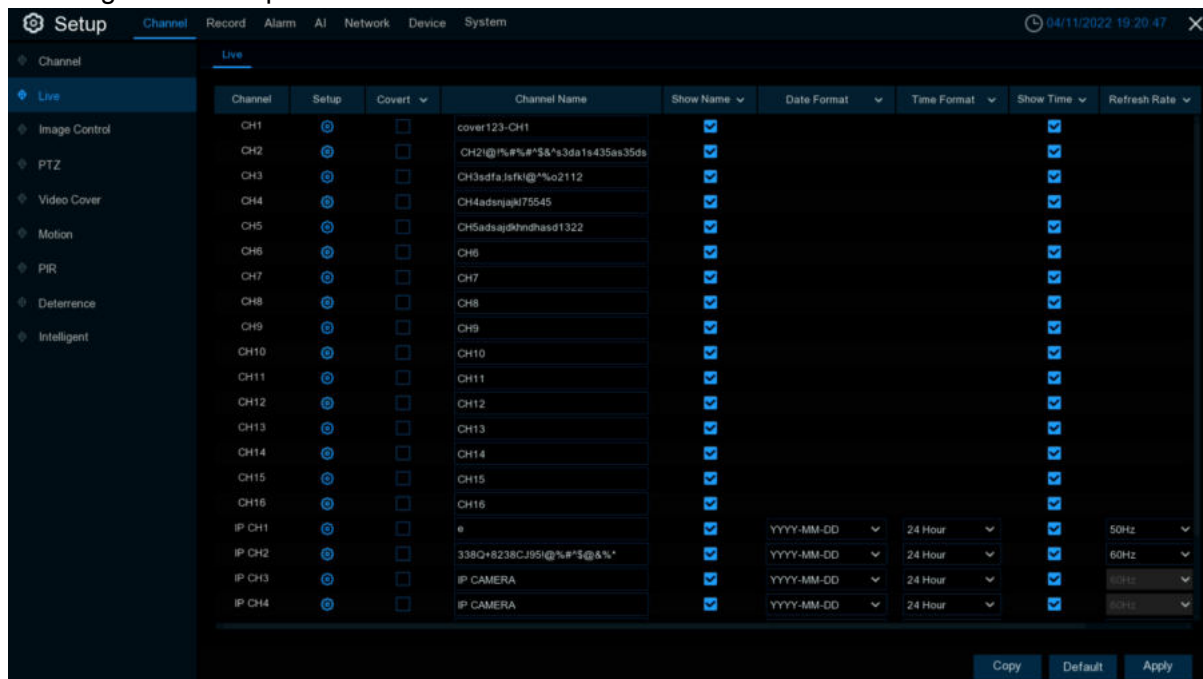 Setup Channel Record Alarm AI Network Device System 04/11/2022 19:20:47
Channel
Live
Image Control
PTZ
Video Cover
Motion
PIR
Deterrence
Intelligent
Live
Channel Setup Covert Channel Name Show Name Date Format Time Format Show Time Refresh Rate
CH1 cover123-CH1
CH2 CH2!@!%#%#^$&^s3da1s435as35ds
CH3 CH3sdfa;lsfk!@^%o2112
CH4 CH4adsnjajkl75545
CH5 CH5adsajdkhndhasd1322
CH6 CH6
CH7 CH7
CH8 CH8
CH9 CH9
CH10 CH10
CH11 CH11
CH12 CH12
CH13 CH13
CH14 CH14
CH15 CH15
CH16 CH16
IP CH1 e YYYY-MM-DD 24 Hour 50Hz
IP CH2 338Q+8238CJ95!@%#^$@&%* YYYY-MM-DD 24 Hour 60Hz
IP CH3 IP CAMERA YYYY-MM-DD 24 Hour 60Hz
IP CH4 IP CAMERA YYYY-MM-DD 24 Hour 60Hz
Copy Default Apply